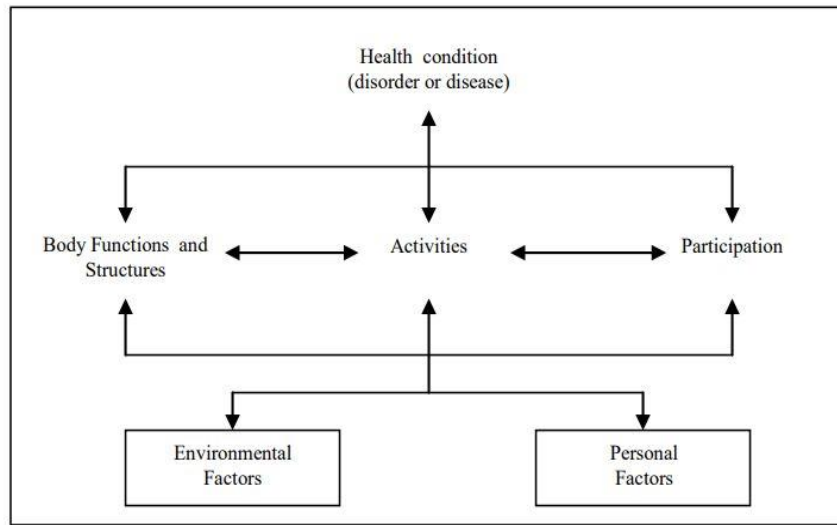 Health condition
(disorder or disease)
Body Functions and
Structures
Activities
Participation
Environmental
Factors
Personal
Factors